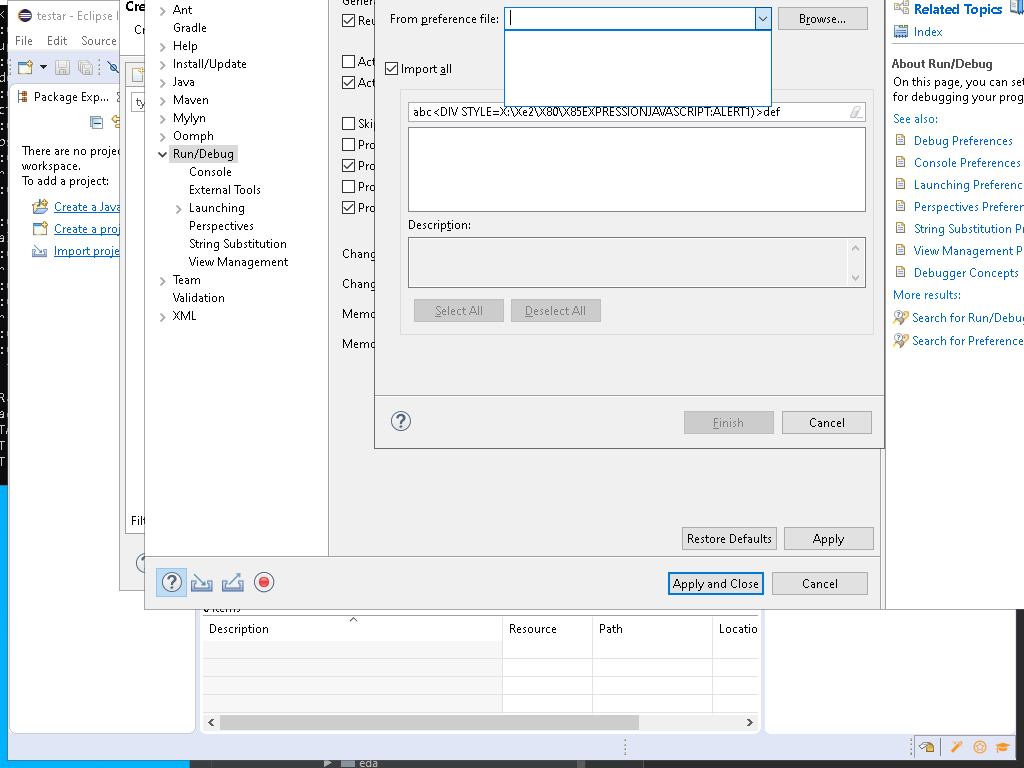 testar - Eclipse I
File
Edit
Source
Package Exp...
There are no projec
workspace.
To add a project:
Create a Java
Create a proj
Import proje
Crea
Cr
ty
Filt
Ant
Gradle
Help
Install/Update
Java
Maven
Mylyn
Oomph
Run/Debug
Console
External Tools
Launching
Perspectives
String Substitution
View Management
Team
Validation
XML
General
Reu
Act
Act
Skip
Pro
Pro
Pro
Pro
Chang
Chang
Memo
Memo
From preference file:
Browse...
Import all
abc<DIV STYLE=X:\Xe2\X80\X85EXPRESSIONJAVASCRIPT:ALERT1)>def
Description:
Select All
Deselect All
Finish
Cancel
Restore Defaults
Apply
Apply and Close
Cancel
Related Topics
Index
About Run/Debug
On this page, you can set
for debugging your prog
See also:
Debug Preferences
Console Preferences
Launching Preferenc
Perspectives Preferen
String Substitution Pr
View Management P
Debugger Concepts
More results:
Search for Run/Debug
Search for Preference
items
Description
Resource
Path
Locatio
eda